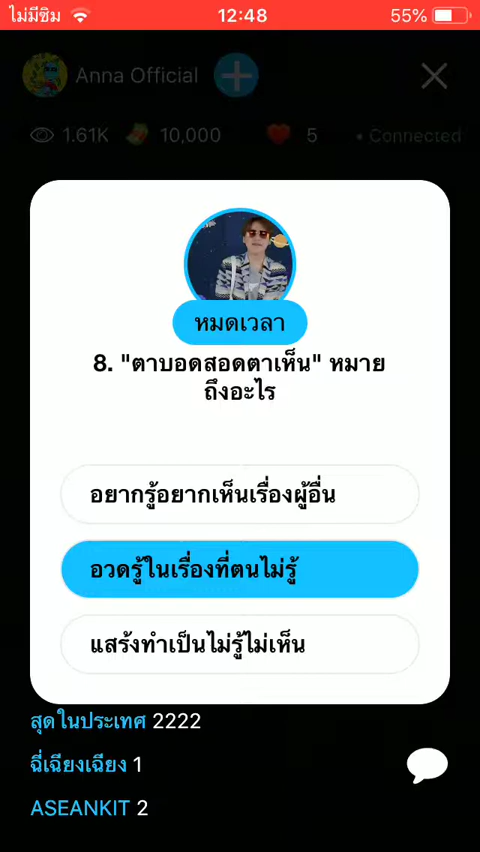 ไม่มีซิม 12:48 55%
Anna Official
1.61K 10,000 5 • Connected
หมดเวลา
8. "ตาบอดสอดตาเห็น" หมาย
ถึงอะไร
อยากรู้อยากเห็นเรื่องผู้อื่น
อวดรู้ในเรื่องที่ตนไม่รู้
แสร้งทำเป็นไม่รู้ไม่เห็น
สุดในประเทศ 2222
ฉี่เฉียงเฉียง 1
ASEANKIT 2